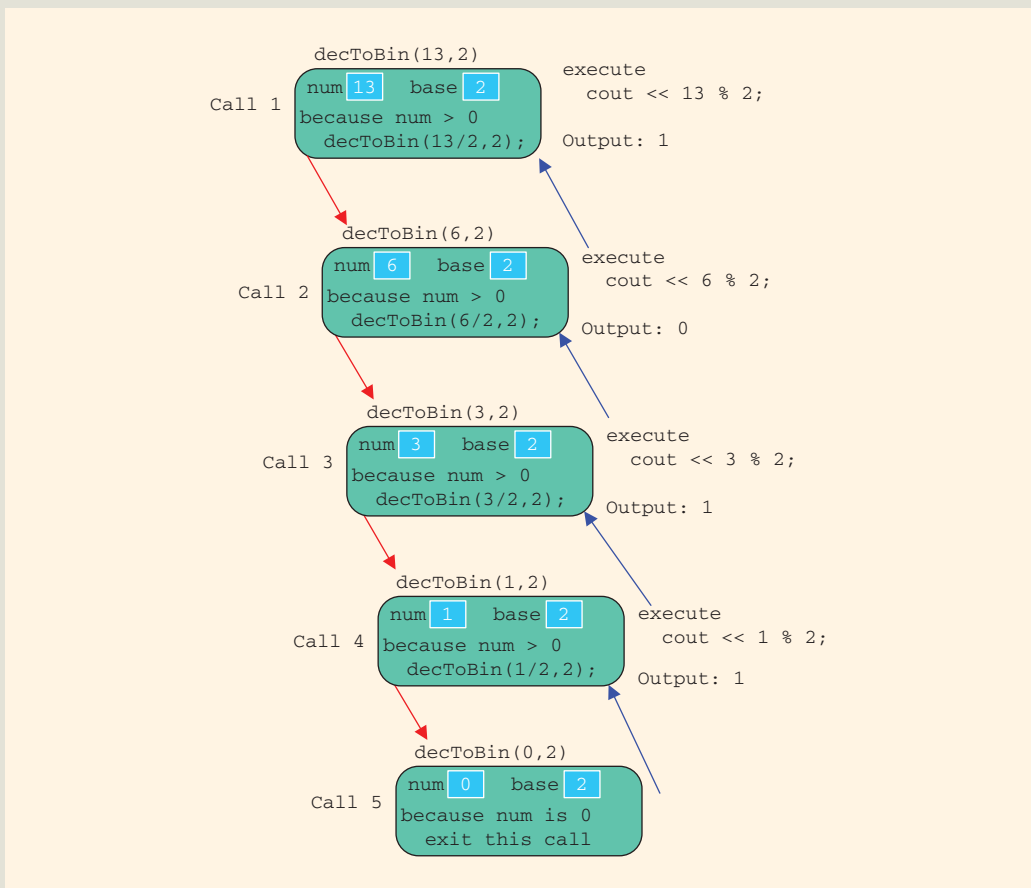 decToBin(13,2)
Call 1
num 13 base 2
because num > 0
decToBin(13/2,2);
execute
cout << 13 % 2;
Output: 1
decToBin(6,2)
Call 2
num 6 base 2
because num > 0
decToBin(6/2,2);
execute
cout << 6 % 2;
Output: 0
decToBin(3,2)
Call 3
num 3 base 2
because num > 0
decToBin(3/2,2);
execute
cout << 3 % 2;
Output: 1
decToBin(1,2)
Call 4
num 1 base 2
because num > 0
decToBin(1/2,2);
execute
cout << 1 % 2;
Output: 1
decToBin(0,2)
Call 5
num 0 base 2
because num is 0
exit this call